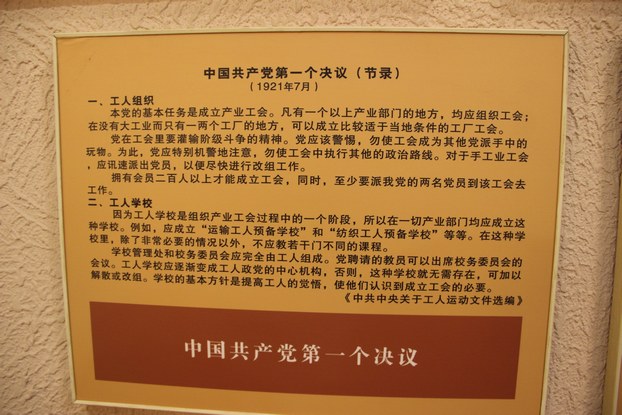 中国共产党第一个决议（节录）
（1921年7月）
一、工人组织
本党的基本任务是成立产业工会。凡有一个以上产业部门的地方，均应组织工会；
在没有大工业而只有一两个工厂的地方，可以成立比较适于当地条件的工厂工会。
党在工会里要灌输阶级斗争的精神。党应该警惕，勿使工会成为其他党派手中的
玩物。为此，党应特别机警地注意，勿使工会中执行其他的政治路线。对于手工业工会
，应迅速派出党员，以便尽快进行改组工作。
拥有会员二百人以上才能成立工会，同时，至少要派我党的两名党员到该工会去
工作。
二、工人学校
因为工人学校是组织产业工会过程中的一个阶段，所以在一切产业部门均应成立这
种学校。例如，应成立“运输工人预备学校”和“纺织工人预备学校”等等。在这种学
校里，除了非常必要的情况以外，不应教若干门不同的课程。
学校管理处和校务委员会应完全由工人组成。党聘请的教员可以出席校务委员会的
会议。工人学校应逐渐变成工人政党的中心机构，否则，这种学校就无需存在，可加以
解散或改组。学校的基本方针是提高工人的觉悟，使他们认识到成立工会的必要。
《中共中央关于工人运动文件选编》
中国共产党第一个决议